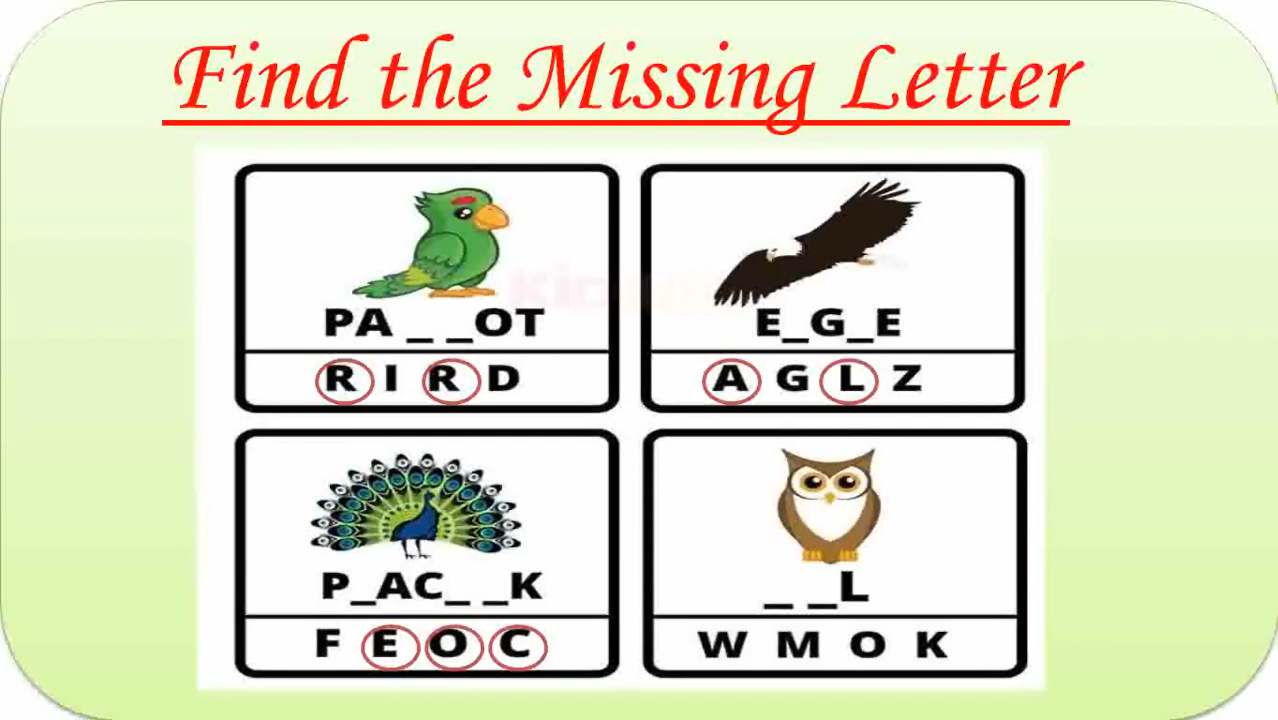 Find the Missing Letter
PA _ _OT
R I R D
E_G_E
A G L Z
P_AC_ _K
F E O C
_ _L
W M O K